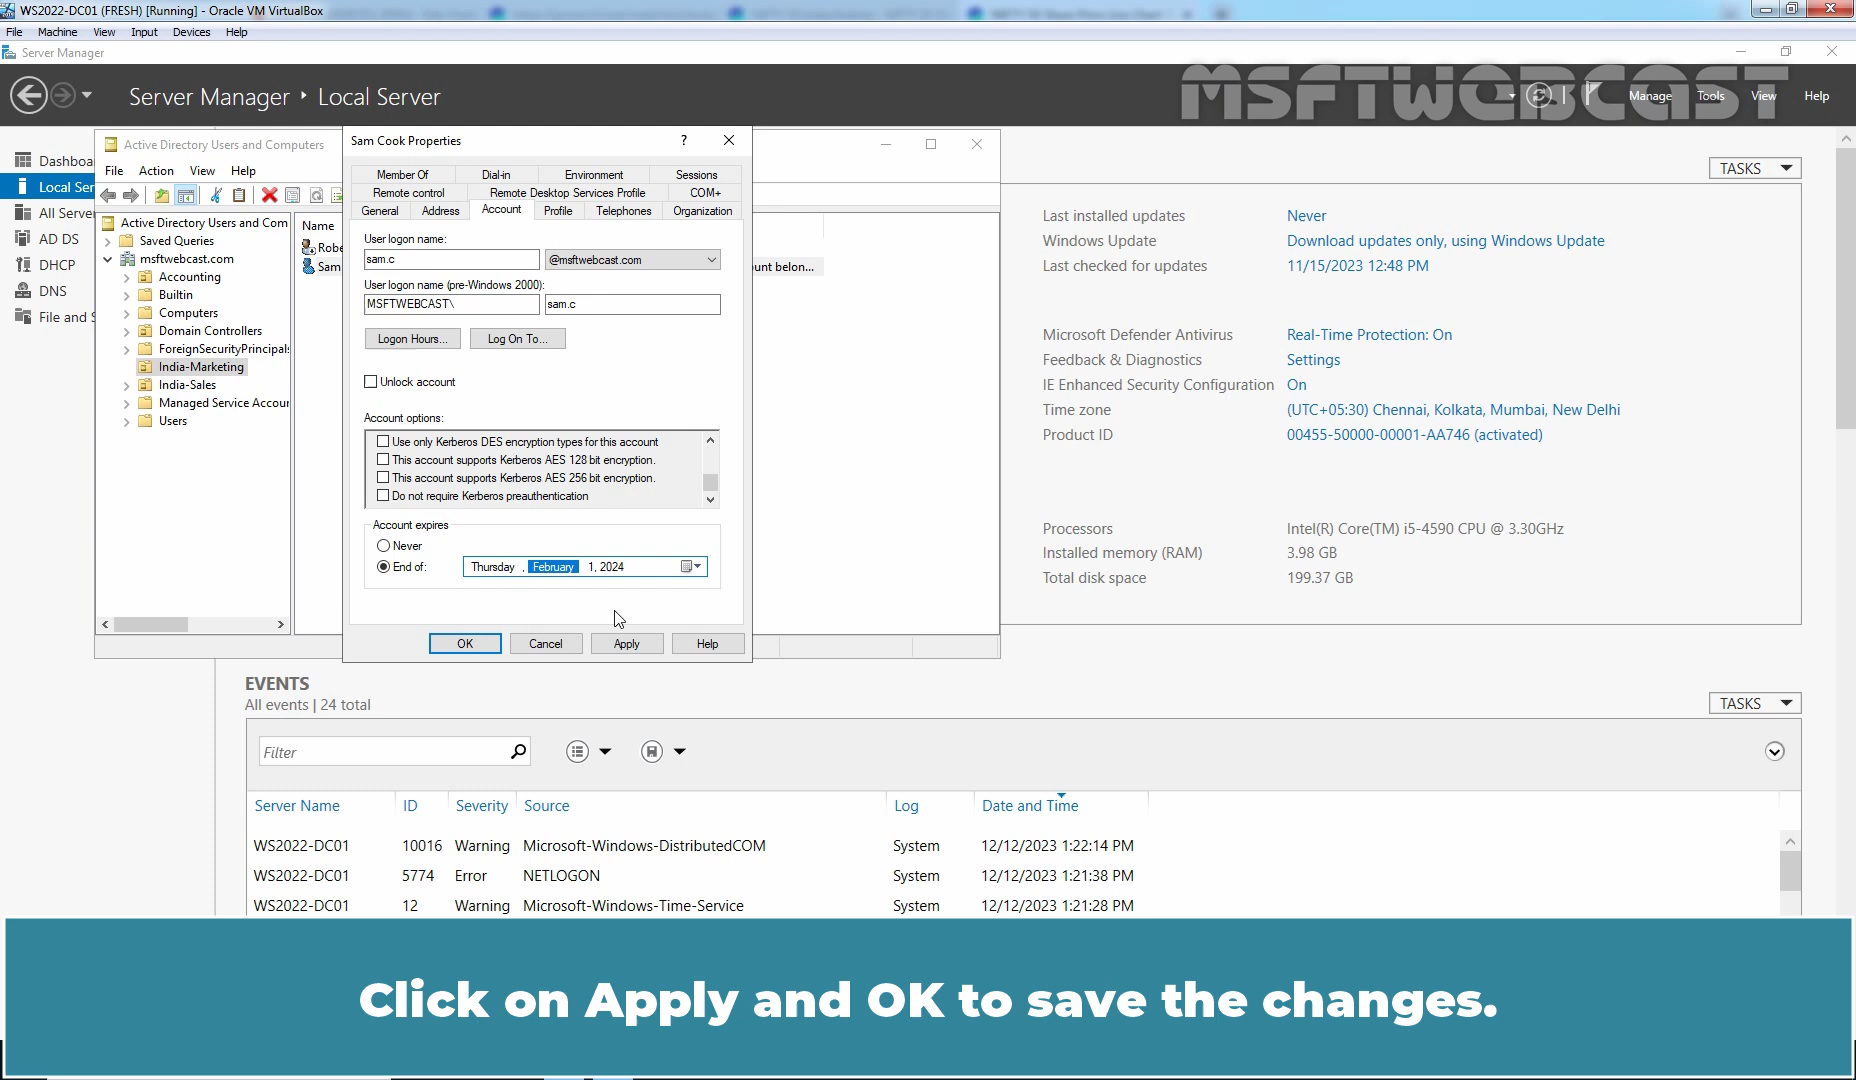 WS2022-DC01 (FRESH) [Running] - Oracle VM VirtualBox
File Machine View Input Devices Help
Server Manager
Server Manager ‣ Local Server
MSFTWEBCAST
Manage Tools View Help
Dashboa
Local Ser
All Server
AD DS
DHCP
DNS
File and S
Active Directory Users and Computers
File Action View Help
Active Directory Users and Com
Saved Queries
msftwebcast.com
Accounting
Builtin
Computers
Domain Controllers
ForeignSecurityPrincipals
India-Marketing
India-Sales
Managed Service Accour
Users
Name
Robe
Sam
ount belon...
Sam Cook Properties
Member Of Dial-in Environment Sessions
Remote control Remote Desktop Services Profile COM+
General Address Account Profile Telephones Organization
User logon name:
sam.c @msftwebcast.com
User logon name (pre-Windows 2000):
MSFTWEBCAST\ sam.c
Logon Hours... Log On To...
Unlock account
Account options:
Use only Kerberos DES encryption types for this account
This account supports Kerberos AES 128 bit encryption.
This account supports Kerberos AES 256 bit encryption.
Do not require Kerberos preauthentication
Account expires
Never
End of: Thursday , February 1, 2024
OK Cancel Apply Help
TASKS
Last installed updates Never
Windows Update Download updates only, using Windows Update
Last checked for updates 11/15/2023 12:48 PM
Microsoft Defender Antivirus Real-Time Protection: On
Feedback & Diagnostics Settings
IE Enhanced Security Configuration On
Time zone (UTC+05:30) Chennai, Kolkata, Mumbai, New Delhi
Product ID 00455-50000-00001-AA746 (activated)
Processors Intel(R) Core(TM) i5-4590 CPU @ 3.30GHz
Installed memory (RAM) 3.98 GB
Total disk space 199.37 GB
EVENTS
All events | 24 total
TASKS
Filter
Server Name ID Severity Source Log Date and Time
WS2022-DC01 10016 Warning Microsoft-Windows-DistributedCOM System 12/12/2023 1:22:14 PM
WS2022-DC01 5774 Error NETLOGON System 12/12/2023 1:21:38 PM
WS2022-DC01 12 Warning Microsoft-Windows-Time-Service System 12/12/2023 1:21:28 PM
Click on Apply and OK to save the changes.